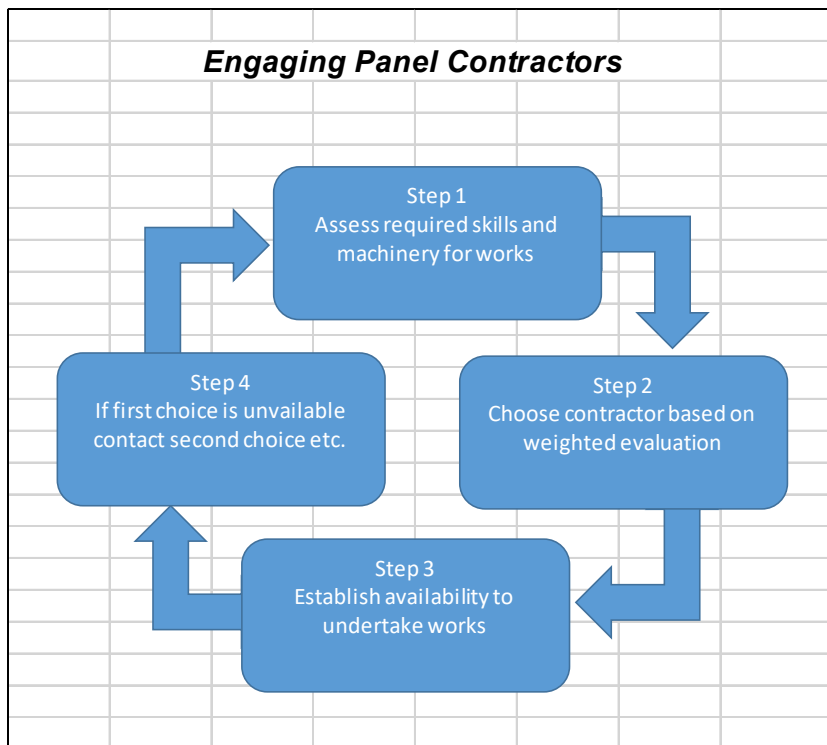 Engaging Panel Contractors
Step 1
Assess required skills and
machinery for works
Step 2
Choose contractor based on
weighted evaluation
Step 3
Establish availability to
undertake works
Step 4
If first choice is unvailable
contact second choice etc.